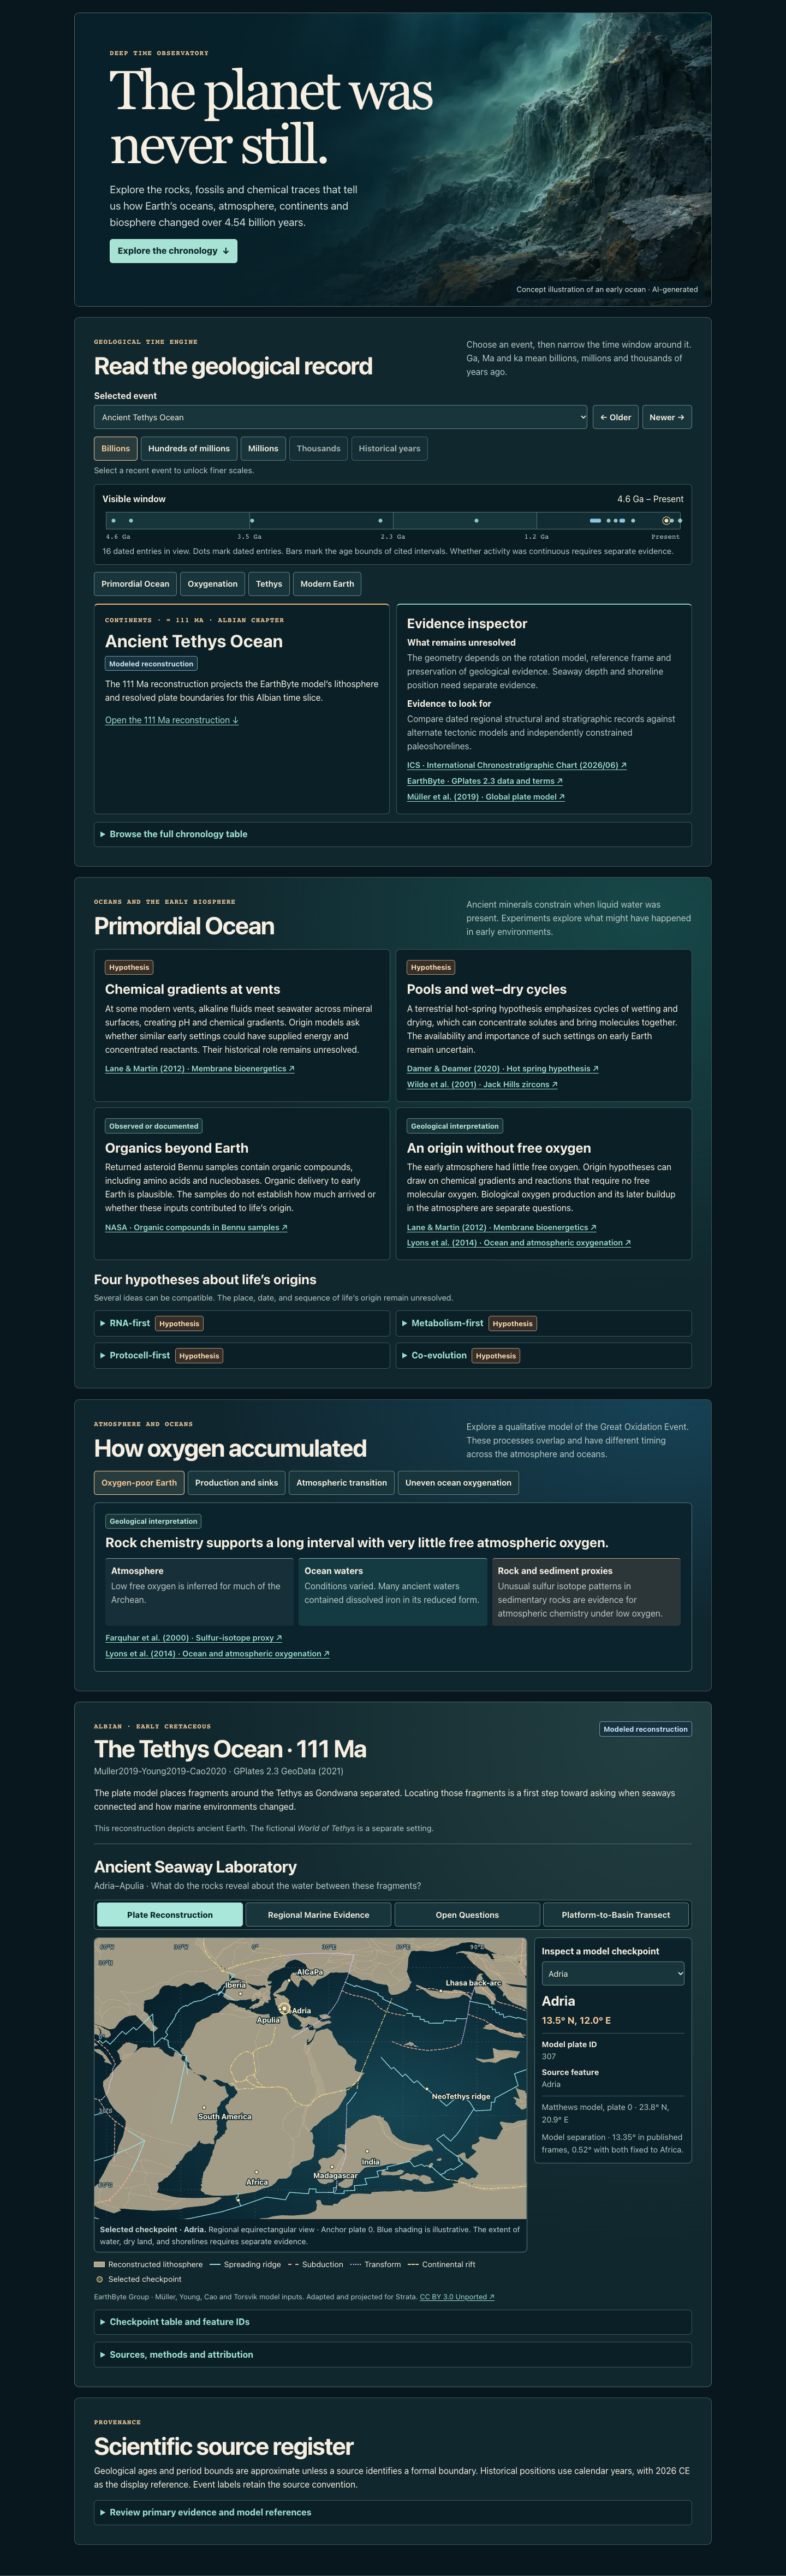 DEEP TIME OBSERVATORY
The planet was
never still.
Explore the rocks, fossils and chemical traces that tell
us how Earth's oceans, atmosphere, continents and
biosphere changed over 4.54 billion years.
Explore the chronology ↓
Concept illustration of an early ocean · AI-generated
GEOLOGICAL TIME ENGINE
Read the geological record
Choose an event, then narrow the time window around it.
Ga, Ma and ka mean billions, millions and thousands of
years ago.
Selected event
Ancient Tethys Ocean
← Older
Newer →
Billions
Hundreds of millions
Millions
Thousands
Historical years
Select a recent event to unlock finer scales.
Visible window
4.6 Ga – Present
4.6 Ga
3.5 Ga
2.3 Ga
1.2 Ga
Present
16 dated entries in view. Dots mark dated entries. Bars mark the age bounds of cited intervals. Whether activity was continuous requires separate evidence.
Primordial Ocean
Oxygenation
Tethys
Modern Earth
CONTINENTS · ≈ 111 MA · ALBIAN CHAPTER
Ancient Tethys Ocean
Modeled reconstruction
The 111 Ma reconstruction projects the EarthByte model's lithosphere
and resolved plate boundaries for this Albian time slice.
Open the 111 Ma reconstruction ↓
Evidence inspector
What remains unresolved
The geometry depends on the rotation model, reference frame and
preservation of geological evidence. Seaway depth and shoreline
position need separate evidence.
Evidence to look for
Compare dated regional structural and stratigraphic records against
alternate tectonic models and independently constrained
paleoshorelines.
ICS · International Chronostratigraphic Chart (2026/06) ↗
EarthByte · GPlates 2.3 data and terms ↗
Müller et al. (2019) · Global plate model ↗
▶ Browse the full chronology table
OCEANS AND THE EARLY BIOSPHERE
Primordial Ocean
Ancient minerals constrain when liquid water was
present. Experiments explore what might have happened
in early environments.
Hypothesis
Chemical gradients at vents
At some modern vents, alkaline fluids meet seawater across mineral
surfaces, creating pH and chemical gradients. Origin models ask
whether similar early settings could have supplied energy and
concentrated reactants. Their historical role remains unresolved.
Lane & Martin (2012) · Membrane bioenergetics ↗
Hypothesis
Pools and wet–dry cycles
A terrestrial hot-spring hypothesis emphasizes cycles of wetting and
drying, which can concentrate solutes and bring molecules together.
The availability and importance of such settings on early Earth
remain uncertain.
Damer & Deamer (2020) · Hot spring hypothesis ↗
Wilde et al. (2001) · Jack Hills zircons ↗
Observed or documented
Organics beyond Earth
Returned asteroid Bennu samples contain organic compounds,
including amino acids and nucleobases. Organic delivery to early
Earth is plausible. The samples do not establish how much arrived or
whether these inputs contributed to life's origin.
NASA · Organic compounds in Bennu samples ↗
Geological interpretation
An origin without free oxygen
The early atmosphere had little free oxygen. Origin hypotheses can
draw on chemical gradients and reactions that require no free
molecular oxygen. Biological oxygen production and its later buildup
in the atmosphere are separate questions.
Lane & Martin (2012) · Membrane bioenergetics ↗
Lyons et al. (2014) · Ocean and atmospheric oxygenation ↗
Four hypotheses about life's origins
Several ideas can be compatible. The place, date, and sequence of life's origin remain unresolved.
▶ RNA-first Hypothesis
▶ Metabolism-first Hypothesis
▶ Protocell-first Hypothesis
▶ Co-evolution Hypothesis
ATMOSPHERE AND OCEANS
How oxygen accumulated
Explore a qualitative model of the Great Oxidation Event.
These processes overlap and have different timing
across the atmosphere and oceans.
Oxygen-poor Earth
Production and sinks
Atmospheric transition
Uneven ocean oxygenation
Geological interpretation
Rock chemistry supports a long interval with very little free atmospheric oxygen.
Atmosphere
Low free oxygen is inferred for much of the
Archean.
Ocean waters
Conditions varied. Many ancient waters
contained dissolved iron in its reduced form.
Rock and sediment proxies
Unusual sulfur isotope patterns in
sedimentary rocks are evidence for
atmospheric chemistry under low oxygen.
Farquhar et al. (2000) · Sulfur-isotope proxy ↗
Lyons et al. (2014) · Ocean and atmospheric oxygenation ↗
ALBIAN · EARLY CRETACEOUS
Modeled reconstruction
The Tethys Ocean · 111 Ma
Muller2019-Young2019-Cao2020 · GPlates 2.3 GeoData (2021)
The plate model places fragments around the Tethys as Gondwana separated. Locating those fragments is a first step toward asking when seaways
connected and how marine environments changed.
This reconstruction depicts ancient Earth. The fictional World of Tethys is a separate setting.
Ancient Seaway Laboratory
Adria–Apulia · What do the rocks reveal about the water between these fragments?
Plate Reconstruction
Regional Marine Evidence
Open Questions
Platform-to-Basin Transect
60°W
30°W
0°
30°E
60°E
90°E
30°N
AlCaPa
Iberia
Lhasa back-arc
Adria
Apulia
NeoTethys ridge
30°S
South America
India
Madagascar
Africa
60°S
Selected checkpoint · Adria. Regional equirectangular view · Anchor plate 0. Blue shading is illustrative. The extent of
water, dry land, and shorelines requires separate evidence.
Inspect a model checkpoint
Adria
Adria
13.5° N, 12.0° E
Model plate ID
307
Source feature
Adria
Matthews model, plate 0 · 23.8° N,
20.9° E
Model separation · 13.35° in published
frames, 0.52° with both fixed to Africa.
Reconstructed lithosphere
Spreading ridge
Subduction
Transform
Continental rift
Selected checkpoint
EarthByte Group · Müller, Young, Cao and Torsvik model inputs. Adapted and projected for Strata. CC BY 3.0 Unported ↗
▶ Checkpoint table and feature IDs
▶ Sources, methods and attribution
PROVENANCE
Scientific source register
Geological ages and period bounds are approximate unless a source identifies a formal boundary. Historical positions use calendar years, with 2026 CE
as the display reference. Event labels retain the source convention.
▶ Review primary evidence and model references